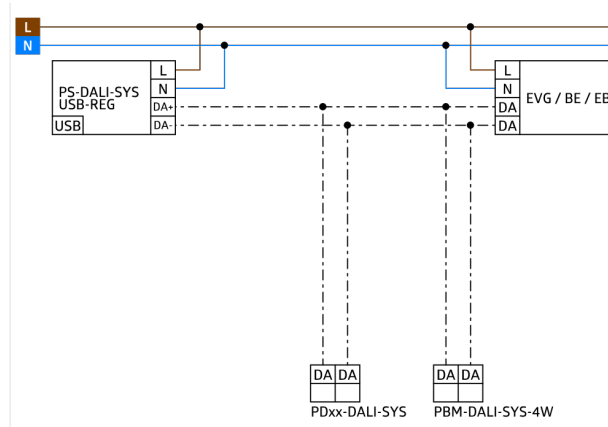 L
N
PS-DALI-SYS
USB-REG
USB
L
N
DA+
DA-
L
N
DA
DA
EVG / BE / EB
DA DA
PDxx-DALI-SYS
DA DA
PBM-DALI-SYS-4W